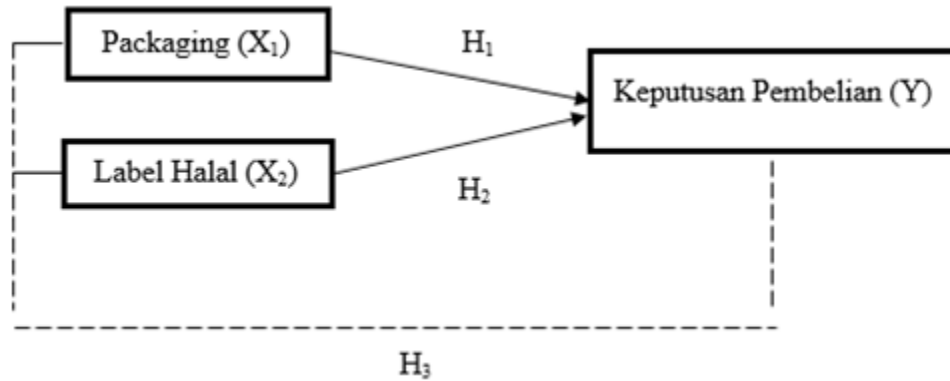 Packaging (X₁)
H₁
Keputusan Pembelian (Y)
Label Halal (X₂)
H₂
H₃